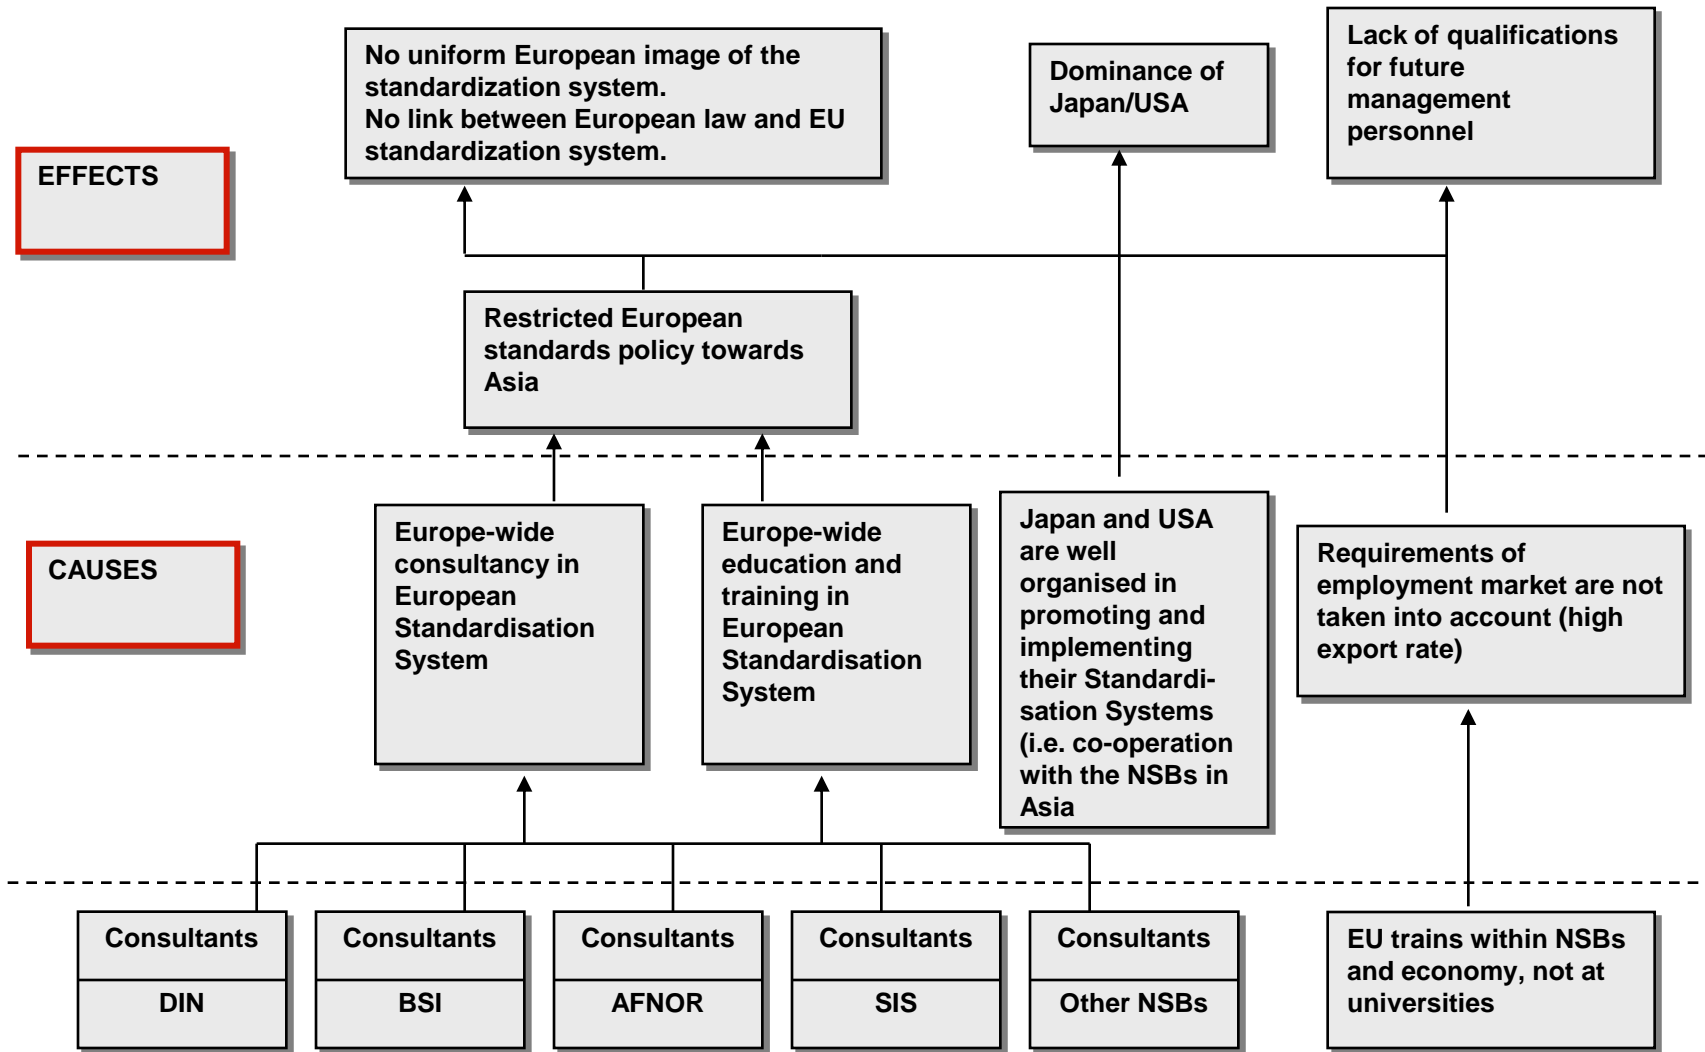 No uniform European image of the
standardization system.
No link between European law and EU
standardization system.
Dominance of
Japan/USA
Lack of qualifications
for future
management
personnel
EFFECTS
Restricted European
standards policy towards
Asia
CAUSES
Europe-wide
consultancy in
European
Standardisation
System
Europe-wide
education and
training in
European
Standardisation
System
Japan and USA
are well
organised in
promoting and
implementing
their Standardi-
sation Systems
(i.e. co-operation
with the NSBs in
Asia
Requirements of
employment market are not
taken into account (high
export rate)
Consultants
DIN
Consultants
BSI
Consultants
AFNOR
Consultants
SIS
Consultants
Other NSBs
EU trains within NSBs
and economy, not at
universities